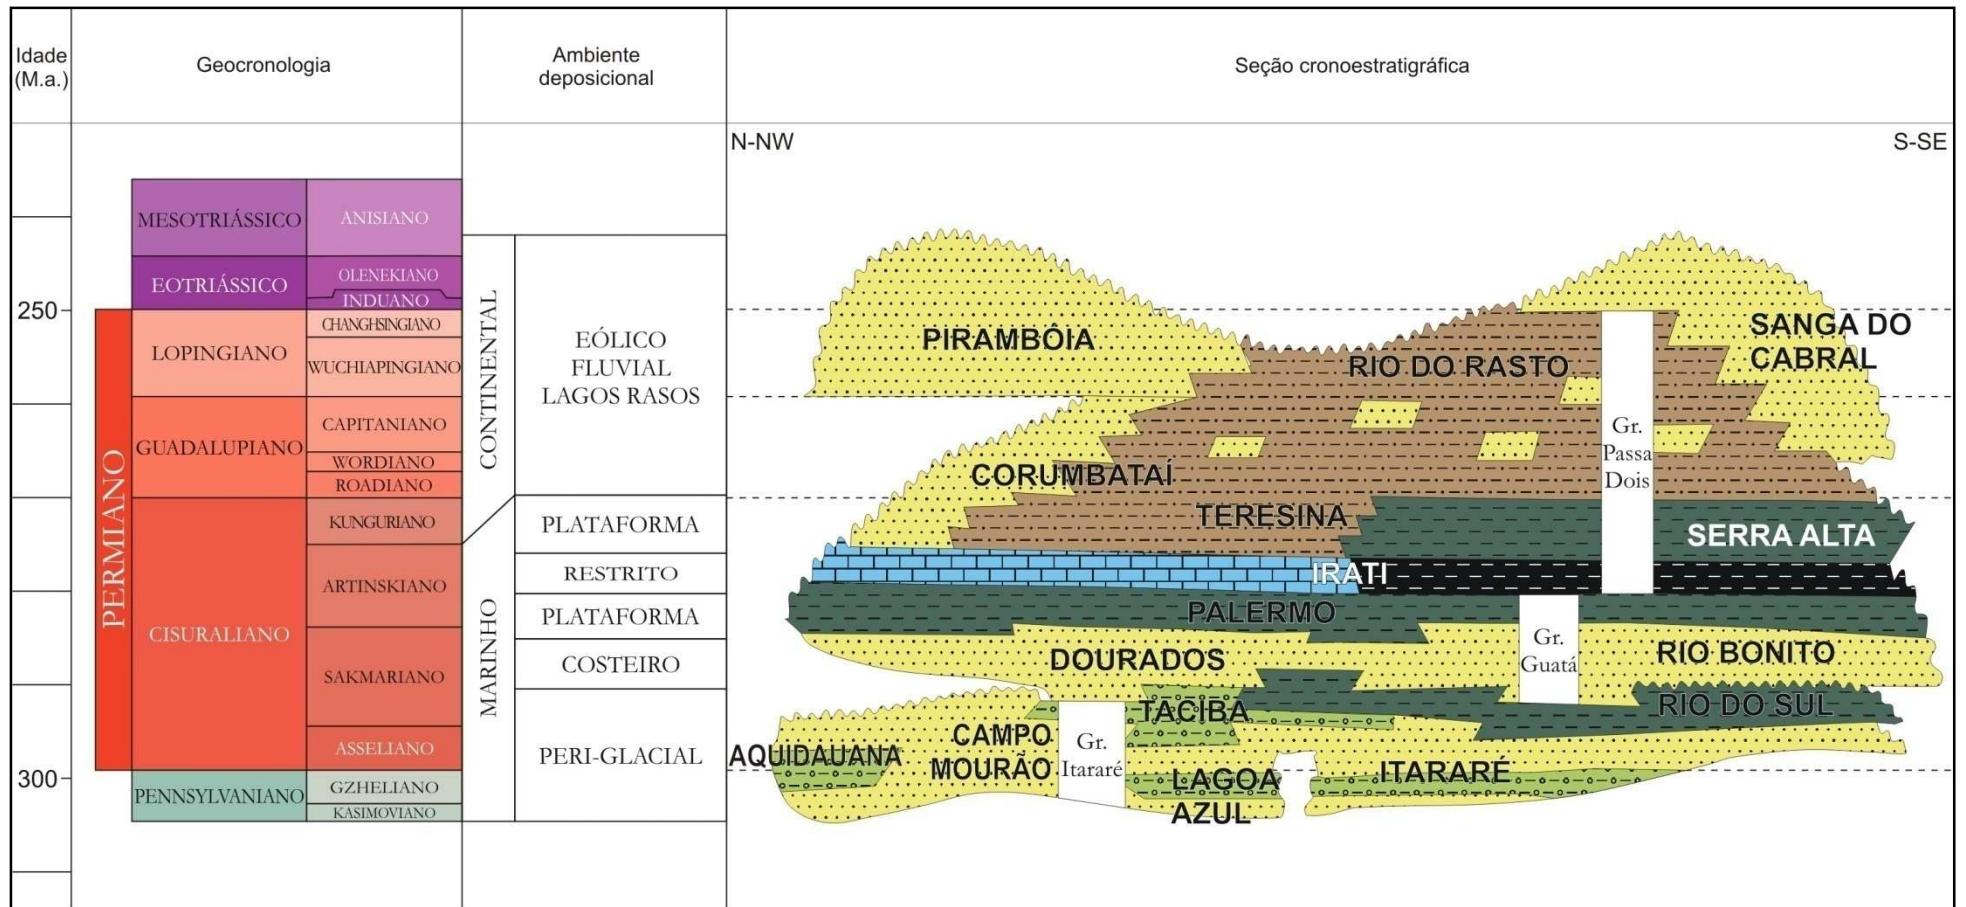 Idade
(M.a.)
Geocronologia
Ambiente
deposicional
Seção cronoestratigráfica
N-NW
S-SE
250
300
PERMIANO
MESOTRIÁSSICO
EOTRIÁSSICO
LOPINGIANO
GUADALUPIANO
CISURALIANO
PENNSYLVANIANO
ANISIANO
OLENEKIANO
INDUANO
CHANGHSINGIANO
WUCHIAPINGIANO
CAPITANIANO
WORDIANO
ROADIANO
KUNGURIANO
ARTINSKIANO
SAKMARIANO
ASSELIANO
GZHELIANO
KASIMOVIANO
CONTINENTAL
MARINHO
EÓLICO
FLUVIAL
LAGOS RASOS
PLATAFORMA
RESTRITO
PLATAFORMA
COSTEIRO
PERI-GLACIAL
PIRAMBÓIA
RIO DO RASTO
SANGA DO
CABRAL
Gr.
Passa
Dois
CORUMBATAÍ
TERESINA
SERRA ALTA
IRATI
PALERMO
DOURADOS
Gr.
Guatá
RIO BONITO
RIO DO SUL
TACIBA
CAMPO
MOURÃO
AQUIDAUANA
Gr.
Itararé
LAGOA
AZUL
ITARARÉ